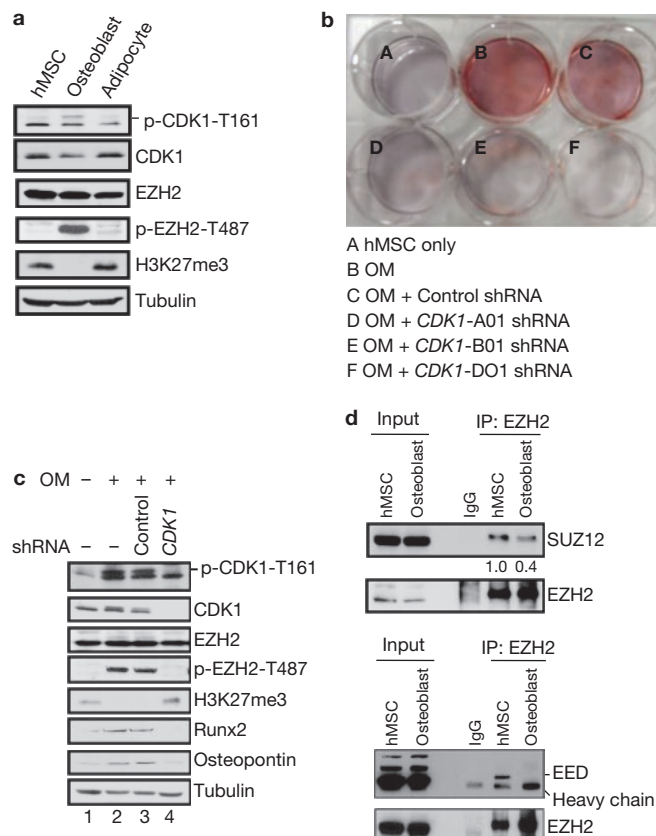 a
hMSC
Osteoblast
Adipocyte
p-CDK1-T161
CDK1
EZH2
p-EZH2-T487
H3K27me3
Tubulin
b
A
B
C
D
E
F
A hMSC only
B OM
C OM + Control shRNA
D OM + CDK1-A01 shRNA
E OM + CDK1-B01 shRNA
F OM + CDK1-DO1 shRNA
c OM – + + +
shRNA – – Control CDK1
p-CDK1-T161
CDK1
EZH2
p-EZH2-T487
H3K27me3
Runx2
Osteopontin
Tubulin
1 2 3 4
d
Input IP: EZH2
hMSC Osteoblast IgG hMSC Osteoblast
SUZ12
1.0 0.4
EZH2
Input IP: EZH2
hMSC Osteoblast IgG hMSC Osteoblast
EED
Heavy chain
EZH2